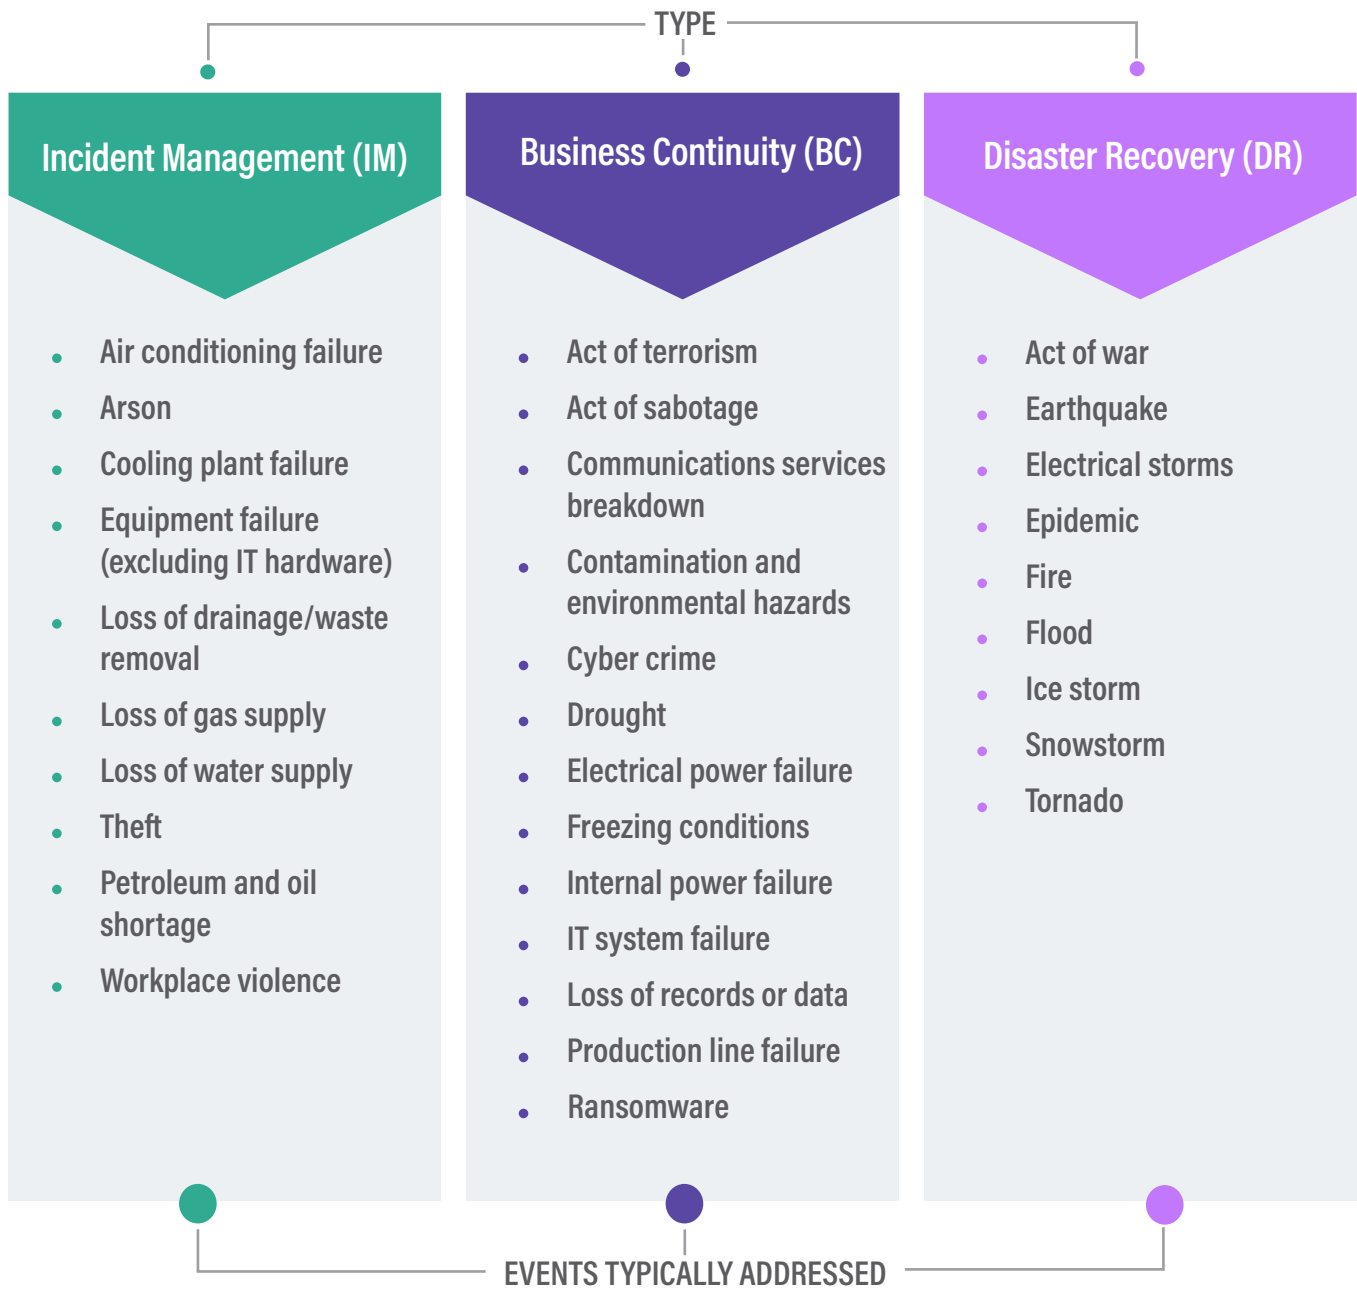 TYPE
Incident Management (IM)
Air conditioning failure
Arson
Cooling plant failure
Equipment failure
(excluding IT hardware)
Loss of drainage/waste
removal
Loss of gas supply
Loss of water supply
Theft
Petroleum and oil
shortage
Workplace violence
Business Continuity (BC)
Act of terrorism
Act of sabotage
Communications services
breakdown
Contamination and
environmental hazards
Cyber crime
Drought
Electrical power failure
Freezing conditions
Internal power failure
IT system failure
Loss of records or data
Production line failure
Ransomware
Disaster Recovery (DR)
Act of war
Earthquake
Electrical storms
Epidemic
Fire
Flood
Ice storm
Snowstorm
Tornado
EVENTS TYPICALLY ADDRESSED